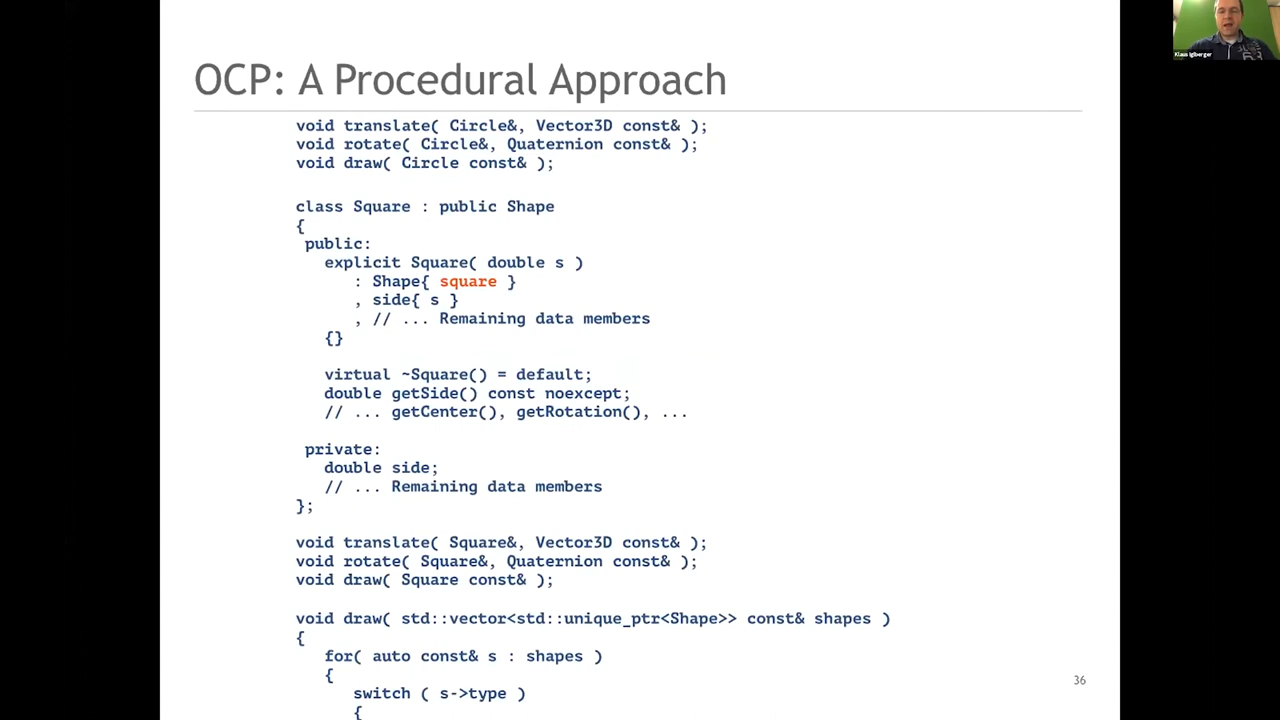 Klaus Iglberger
OCP: A Procedural Approach
void translate( Circle&, Vector3D const& );
void rotate( Circle&, Quaternion const& );
void draw( Circle const& );
class Square : public Shape
{
public:
explicit Square( double s )
: Shape{ square }
, side{ s }
, // ... Remaining data members
{}
virtual ~Square() = default;
double getSide() const noexcept;
// ... getCenter(), getRotation(), ...
private:
double side;
// ... Remaining data members
};
void translate( Square&, Vector3D const& );
void rotate( Square&, Quaternion const& );
void draw( Square const& );
void draw( std::vector<std::unique_ptr<Shape>> const& shapes )
{
for( auto const& s : shapes )
{
switch ( s->type )
{
36